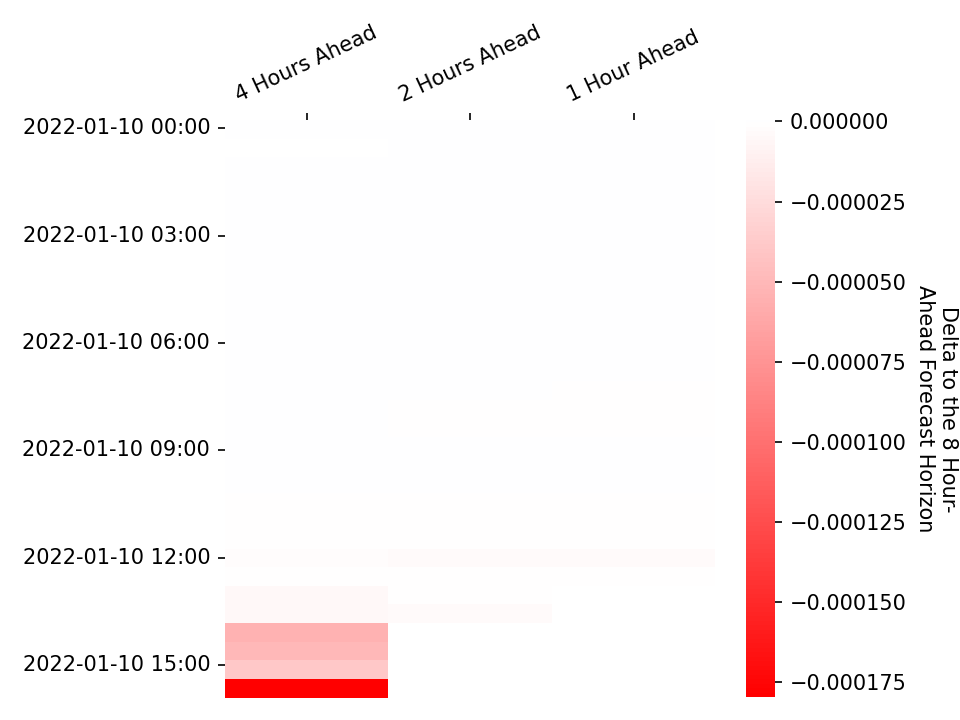 4 Hours Ahead
2 Hours Ahead
1 Hour Ahead
2022-01-10 00:00
2022-01-10 03:00
2022-01-10 06:00
2022-01-10 09:00
2022-01-10 12:00
2022-01-10 15:00
0.000000
−0.000025
−0.000050
−0.000075
−0.000100
−0.000125
−0.000150
−0.000175
Delta to the 8 Hour-
Ahead Forecast Horizon